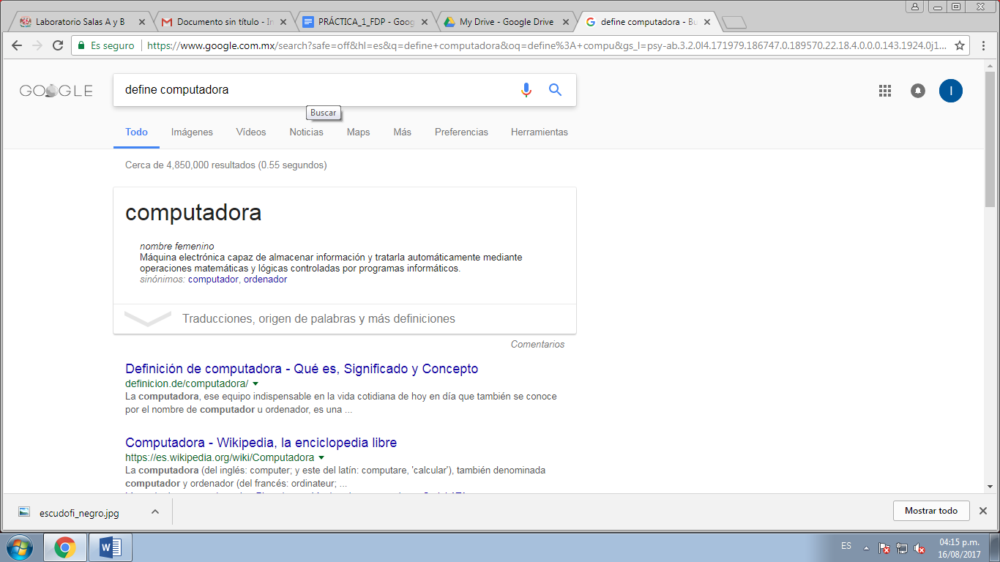 Laboratorio Salas A y B
Documento sin título - In
PRÁCTICA_1_FDP - Goog
My Drive - Google Drive
define computadora - Bu
Es seguro
https://www.google.com.mx/search?safe=off&hl=es&q=define+computadora&oq=define%3A+compu&gs_l=psy-ab.3.2.0l4.171979.186747.0.189570.22.18.4.0.0.0.143.1924.0j1...
GOOGLE
define computadora
I
Buscar
Todo Imágenes Vídeos Noticias Maps Más Preferencias Herramientas
Cerca de 4,850,000 resultados (0.55 segundos)
computadora
nombre femenino
Máquina electrónica capaz de almacenar información y tratarla automáticamente mediante
operaciones matemáticas y lógicas controladas por programas informáticos.
sinónimos: computador, ordenador
Traducciones, origen de palabras y más definiciones
Comentarios
Definición de computadora - Qué es, Significado y Concepto
definicion.de/computadora/
La computadora, ese equipo indispensable en la vida cotidiana de hoy en día que también se conoce
por el nombre de computador u ordenador, es una ...
Computadora - Wikipedia, la enciclopedia libre
https://es.wikipedia.org/wiki/Computadora
La computadora (del inglés: computer; y este del latín: computare, 'calcular'), también denominada
computador y ordenador (del francés: ordinateur; ...
escudofi_negro.jpg
Mostrar todo
ES
04:15 p.m.
16/08/2017